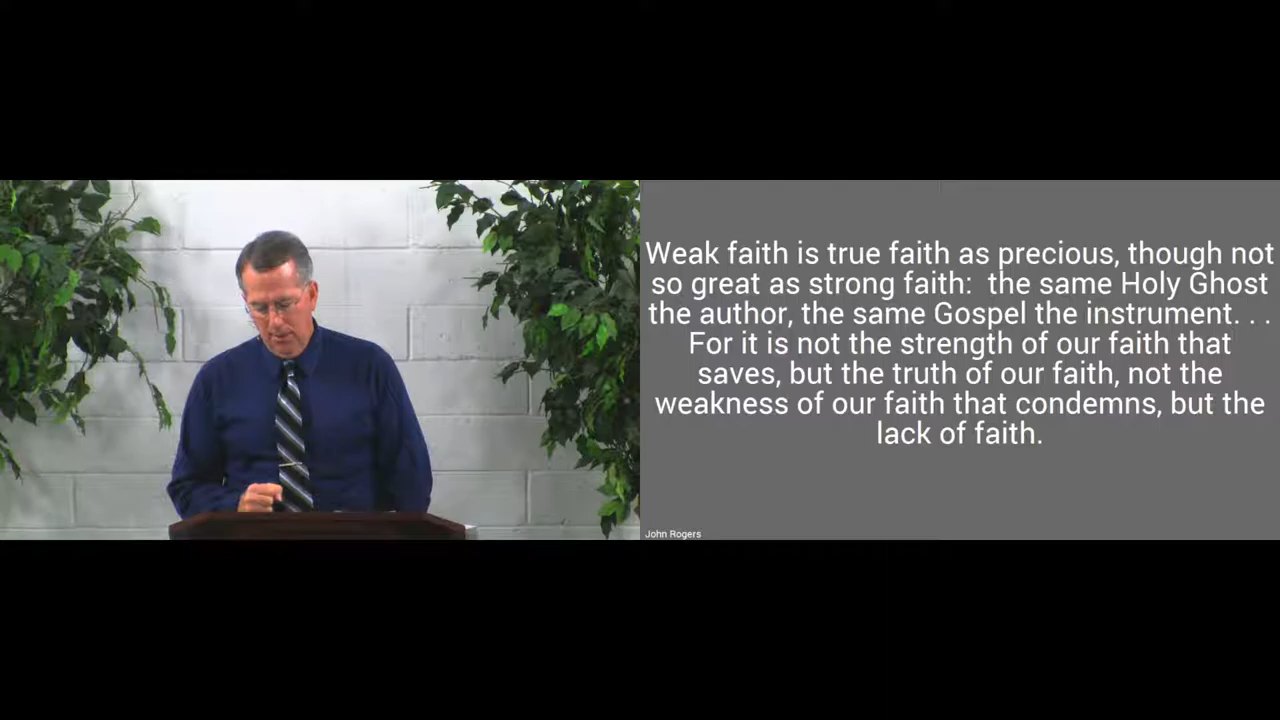 Weak faith is true faith as precious, though not
so great as strong faith:  the same Holy Ghost
the author, the same Gospel the instrument. . .
For it is not the strength of our faith that
saves, but the truth of our faith, not the
weakness of our faith that condemns, but the
lack of faith.
John Rogers